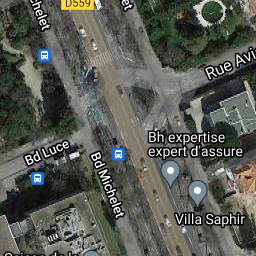 D559
Michelet
Rue Avi
Bd Luce
Bh expertise
expert d'assure
Bd Michelet
Villa Saphir